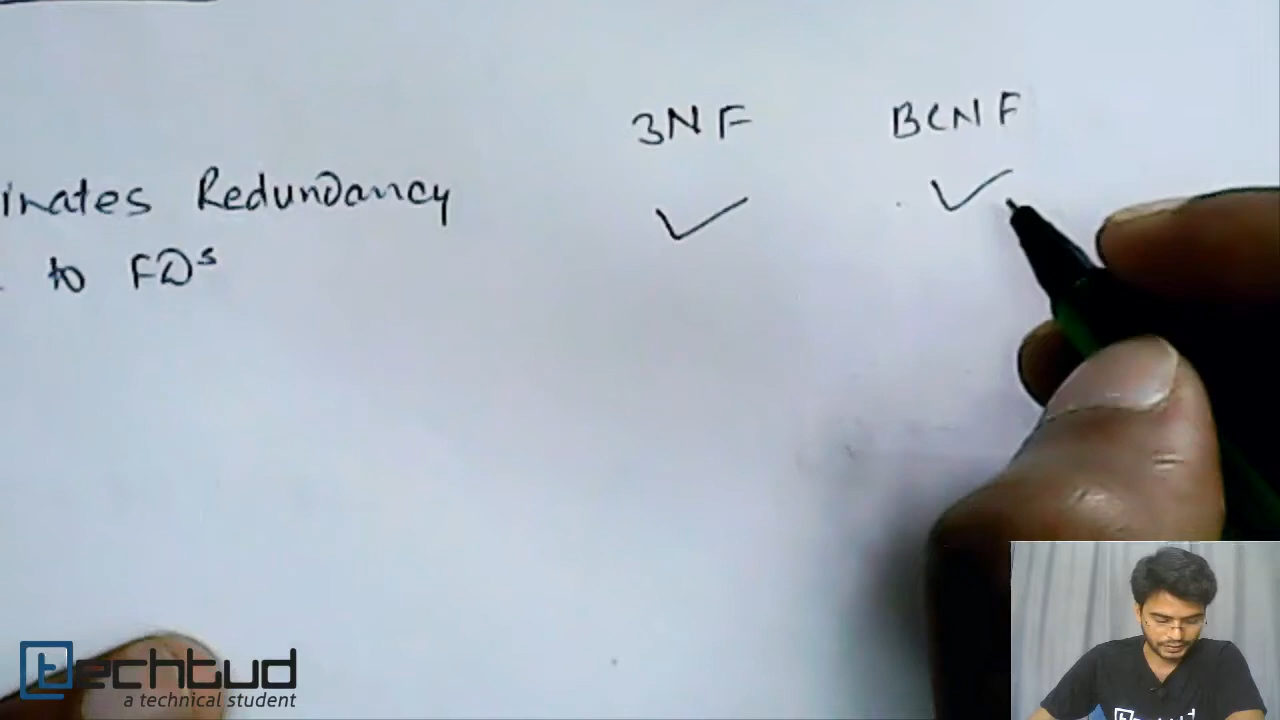 3NF BCNF
inates Redundancy
to FDs
techtud
a technical student